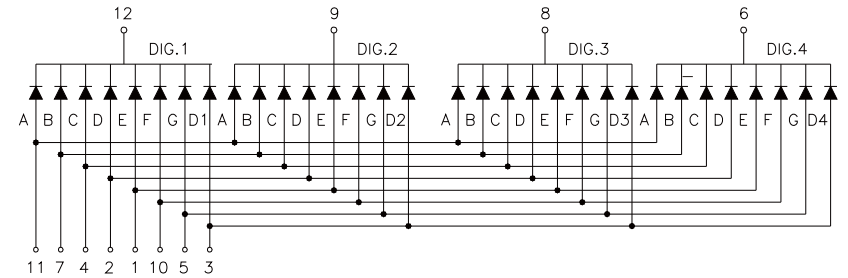 12 9 8 6
DIG.1 DIG.2 DIG.3 DIG.4
A B C D E F G D1 A B C D E F G D2 A B C D E F G D3 A B C D E F G D4
11 7 4 2 1 10 5 3